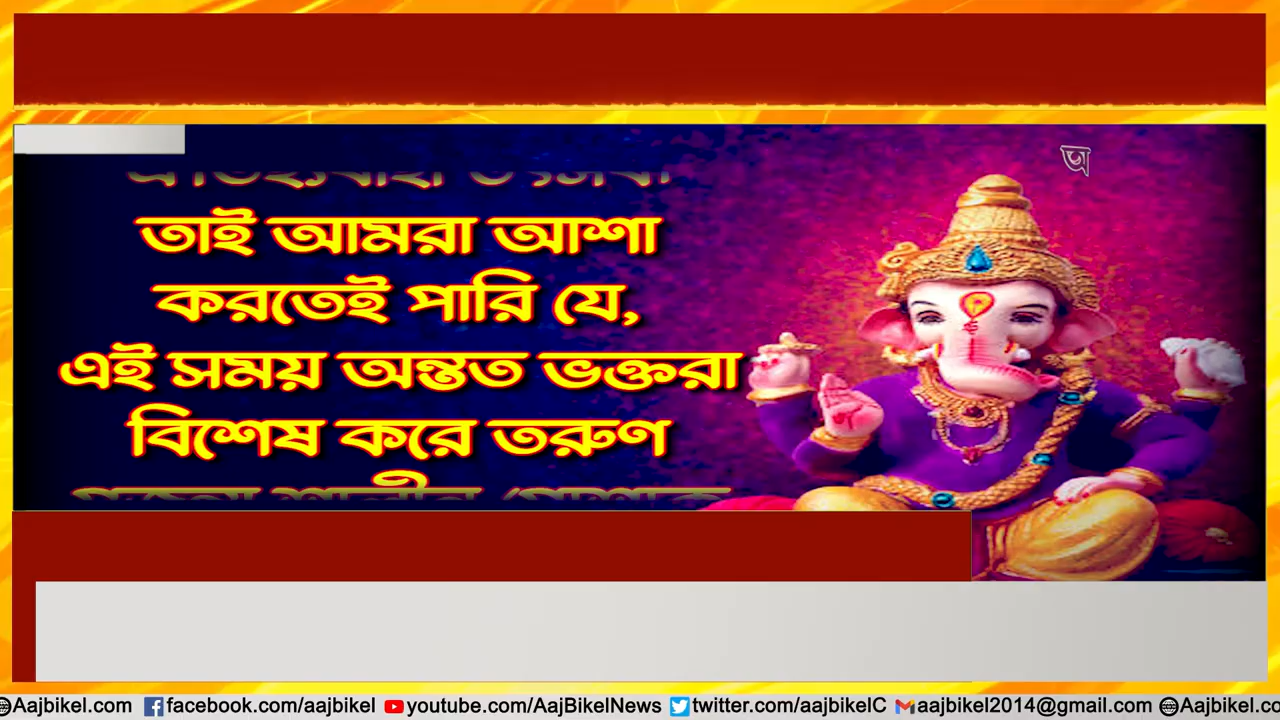 অ
তাই আমরা আশা
করতেই পারি যে,
এই সময় অন্তত ভক্তরা
বিশেষ করে তরুণ
Aajbikel.com facebook.com/aajbikel youtube.com/AajBikelNews twitter.com/aajbikelC aajbikel2014@gmail.com Aajbikel.co